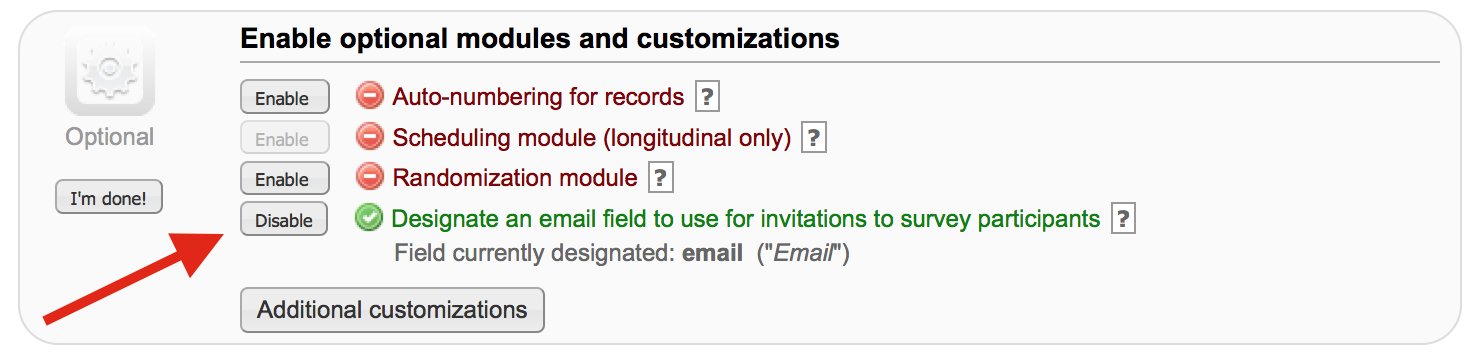 Enable optional modules and customizations
Optional
I'm done!
Enable Auto-numbering for records ?
Enable Scheduling module (longitudinal only) ?
Enable Randomization module ?
Disable Designate an email field to use for invitations to survey participants ?
Field currently designated: email ("Email")
Additional customizations